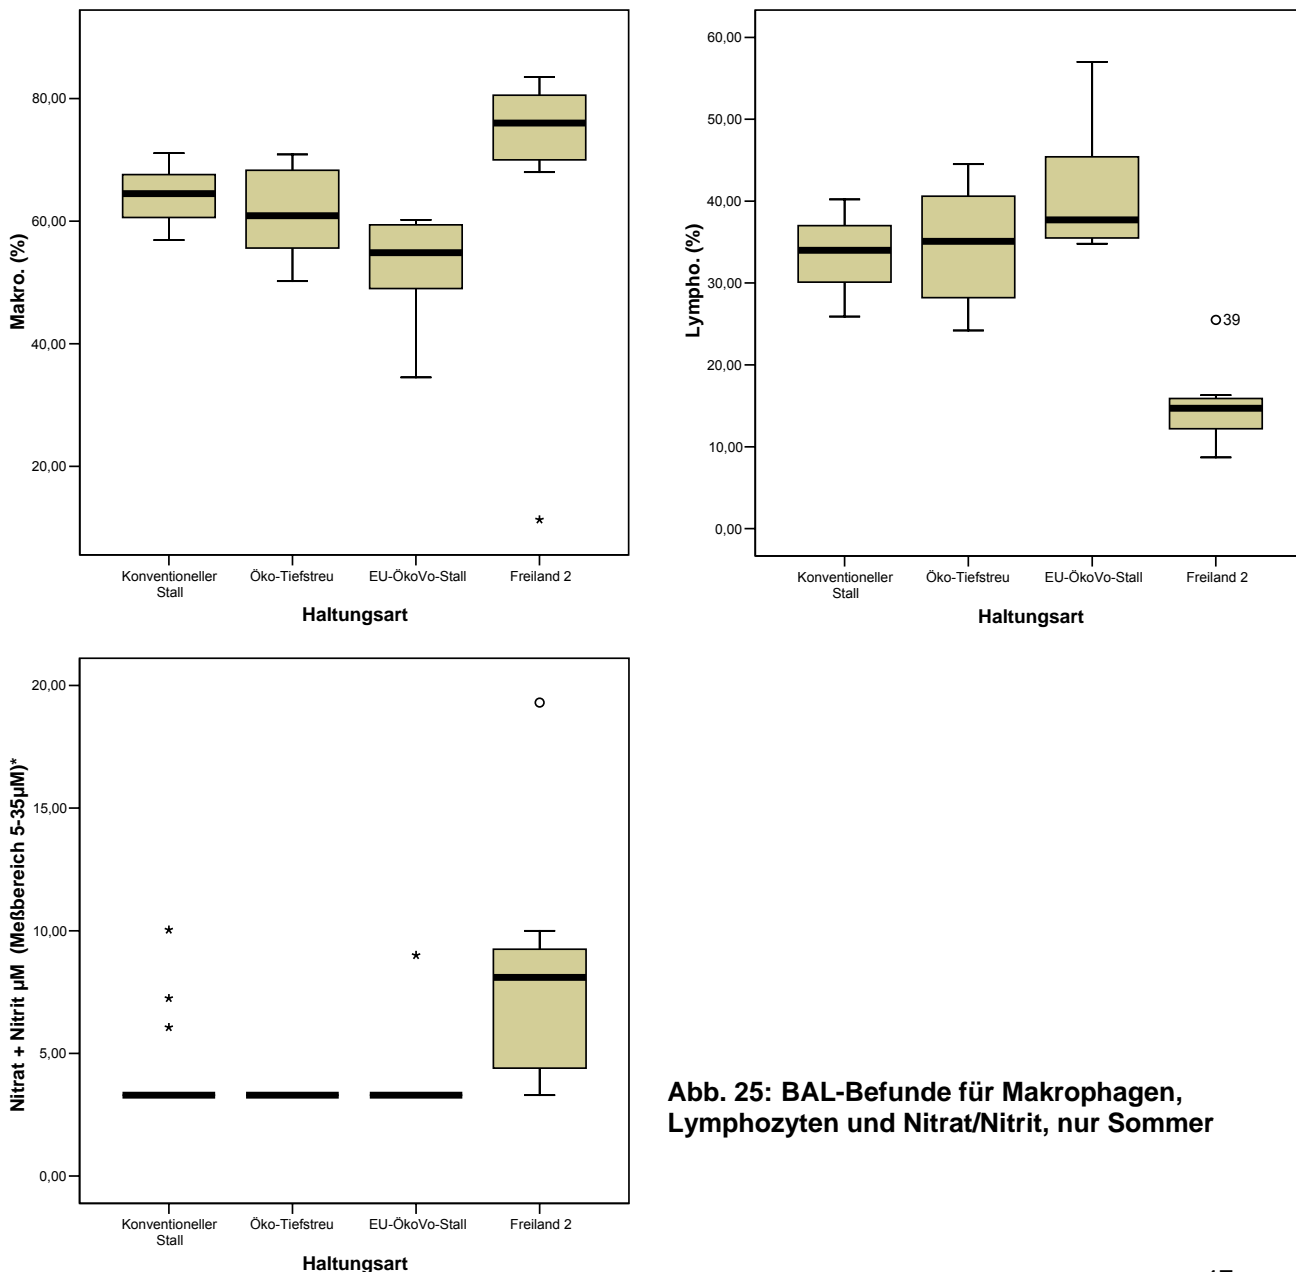 80,00
60,00
40,00
20,00
Makro. (%)
*
Konventioneller Stall
Öko-Tiefstreu
EU-ÖkoVo-Stall
Freiland 2
Haltungsart
60,00
50,00
40,00
30,00
20,00
10,00
0,00
Lympho. (%)
39
Konventioneller Stall
Öko-Tiefstreu
EU-ÖkoVo-Stall
Freiland 2
Haltungsart
20,00
15,00
10,00
5,00
0,00
Nitrat + Nitrit µM (Meßbereich 5-35µM)*
*
*
*
*
Konventioneller Stall
Öko-Tiefstreu
EU-ÖkoVo-Stall
Freiland 2
Haltungsart
Abb. 25: BAL-Befunde für Makrophagen,
Lymphozyten und Nitrat/Nitrit, nur Sommer